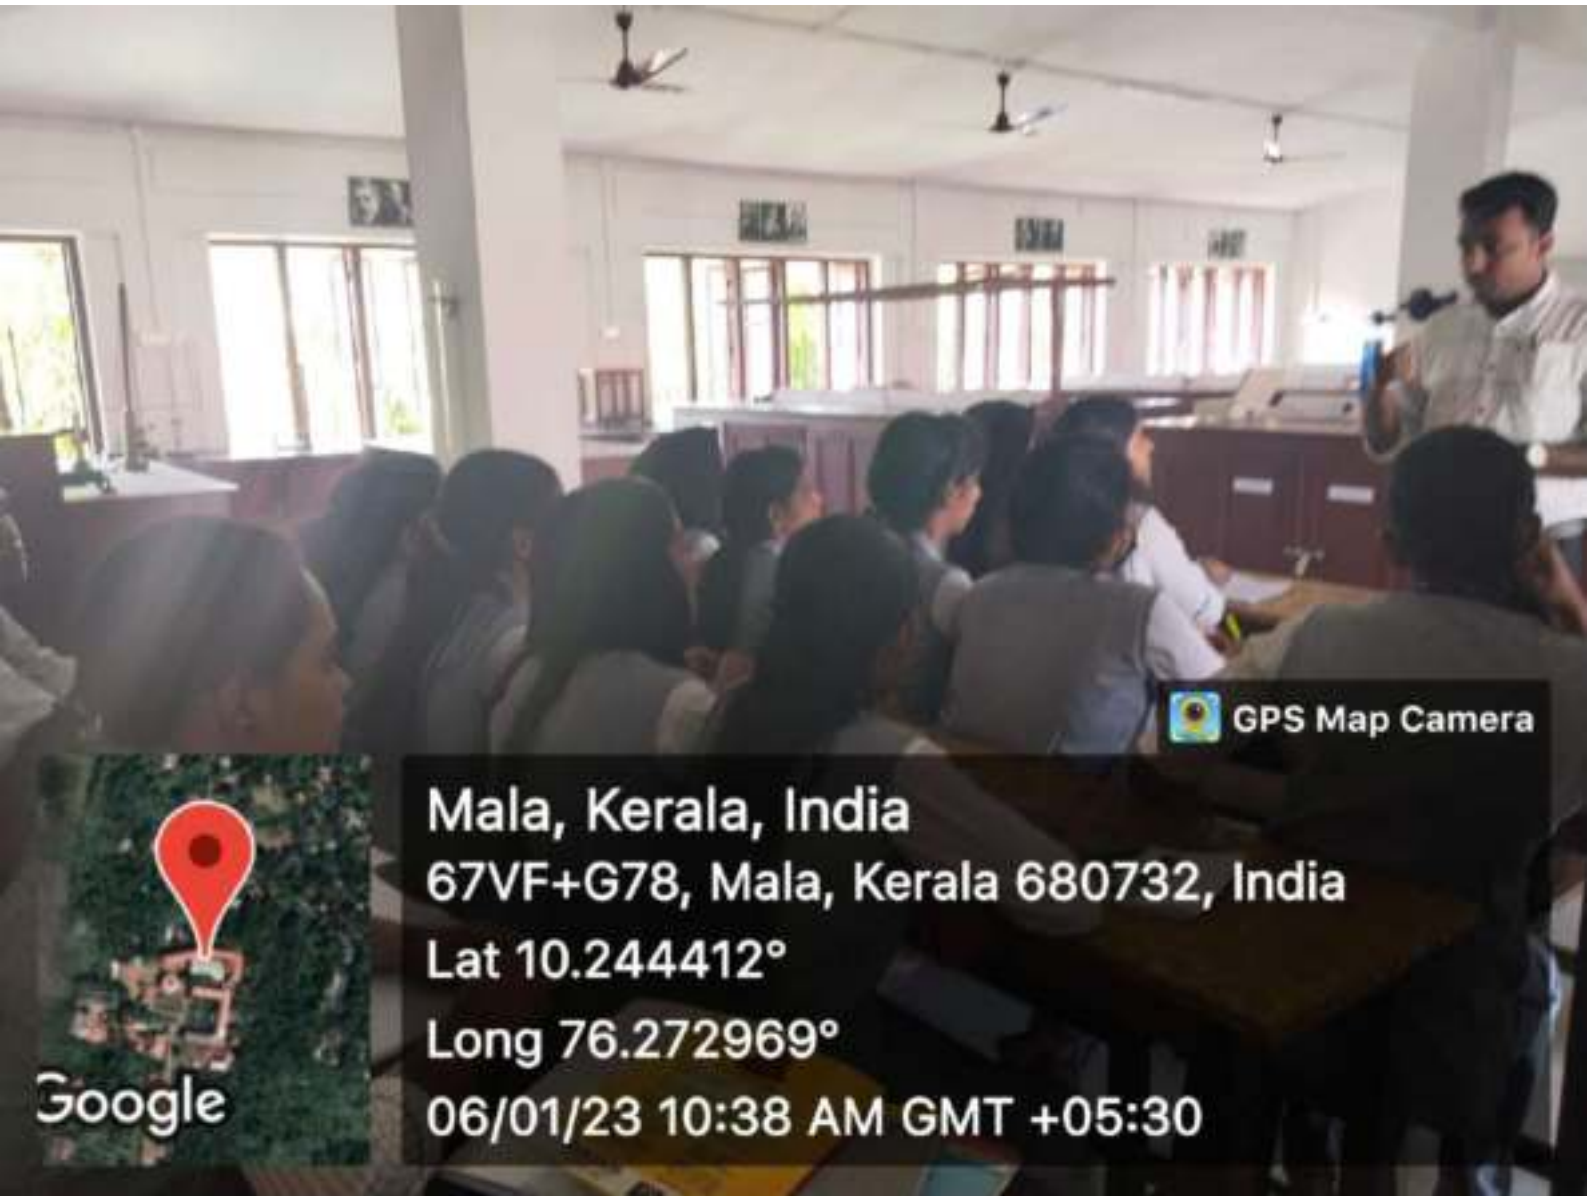 GPS Map Camera
Mala, Kerala, India
67VF+G78, Mala, Kerala 680732, India
Lat 10.244412°
Long 76.272969°
06/01/23 10:38 AM GMT +05:30
Google